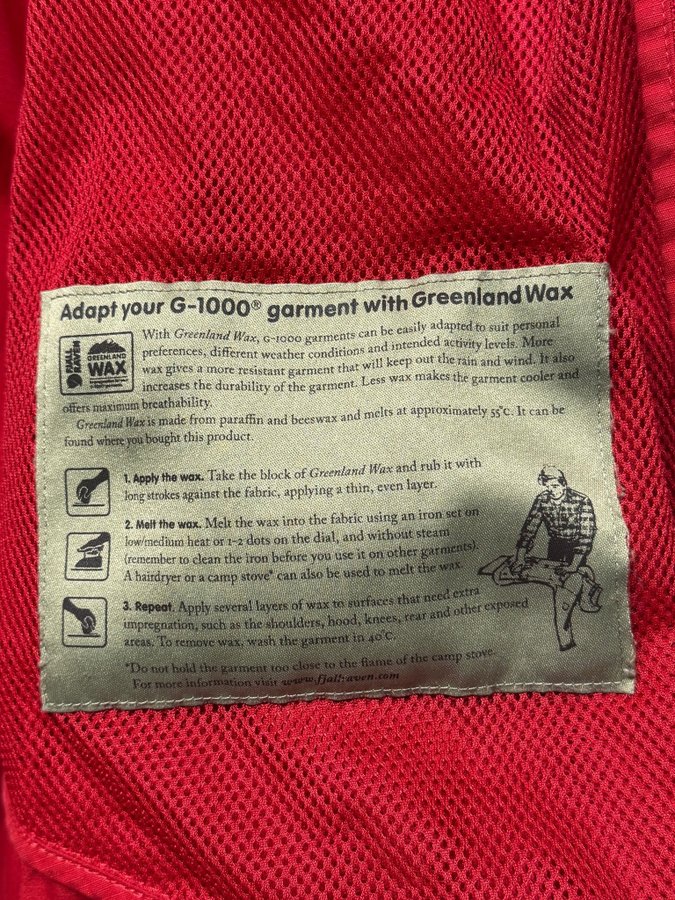 Adapt your G-1000® garment with Greenland Wax
FJALL
RAVEN
GREENLAND
WAX
With Greenland Wax, G-1000 garments can be easily adapted to suit personal
preferences, different weather conditions and intended activity levels. More
wax gives a more resistant garment that will keep out the rain and wind. It also
increases the durability of the garment. Less wax makes the garment cooler and
offers maximum breathability.
Greenland Wax is made from paraffin and beeswax and melts at approximately 55°C. It can be
found where you bought this product.
1. Apply the wax. Take the block of Greenland Wax and rub it with
long strokes against the fabric, applying a thin, even layer.
2. Melt the wax. Melt the wax into the fabric using an iron set on
low/medium heat or 1-2 dots on the dial, and without steam
(remember to clean the iron before you use it on other garments).
A hairdryer or a camp stove* can also be used to melt the wax.
3. Repeat. Apply several layers of wax to surfaces that need extra
impregnation, such as the shoulders, hood, knees, rear and other exposed
areas. To remove wax, wash the garment in 40°C.
*Do not hold the garment too close to the flame of the camp stove.
For more information visit www.fjallraven.com